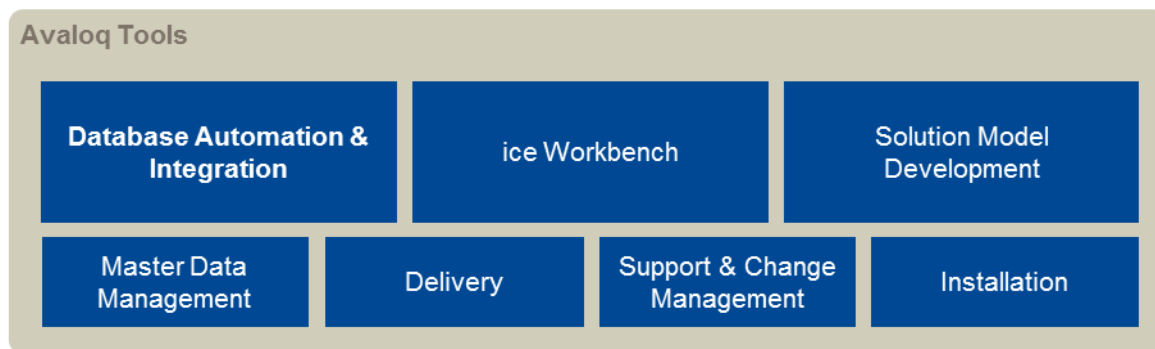 Avaloq Tools
Database Automation &
Integration
ice Workbench
Solution Model
Development
Master Data
Management
Delivery
Support & Change
Management
Installation